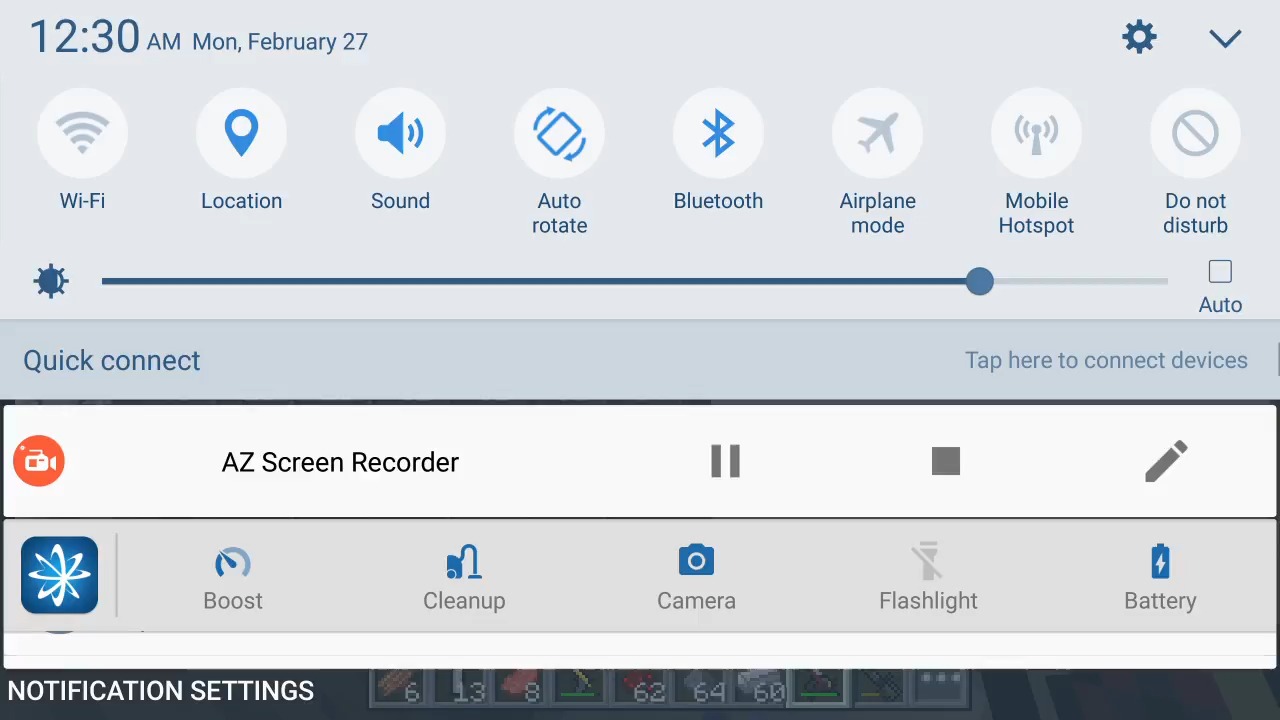 12:30 AM Mon, February 27
Wi-Fi
Location
Sound
Auto
rotate
Bluetooth
Airplane
mode
Mobile
Hotspot
Do not
disturb
Auto
Quick connect
Tap here to connect devices
AZ Screen Recorder
Boost
Cleanup
Camera
Flashlight
Battery
NOTIFICATION SETTINGS
6 13 8 62 64 60